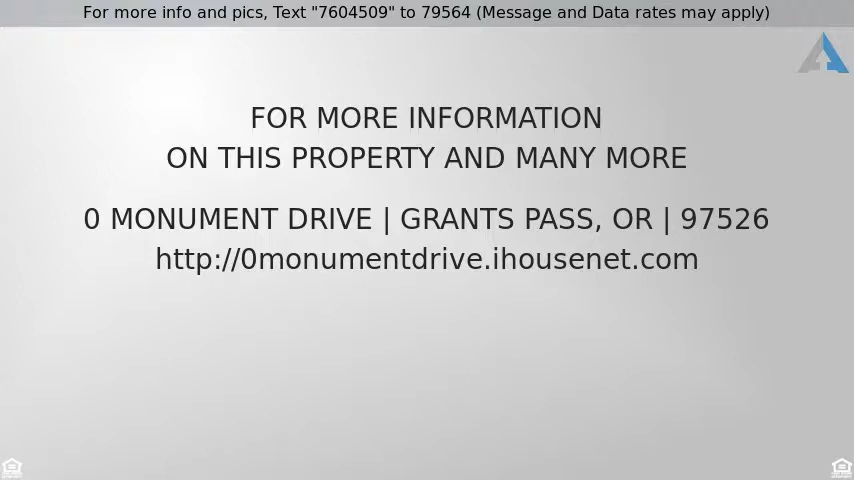 For more info and pics, Text "7604509" to 79564 (Message and Data rates may apply)
FOR MORE INFORMATION
ON THIS PROPERTY AND MANY MORE
0 MONUMENT DRIVE | GRANTS PASS, OR | 97526
http://0monumentdrive.ihousenet.com